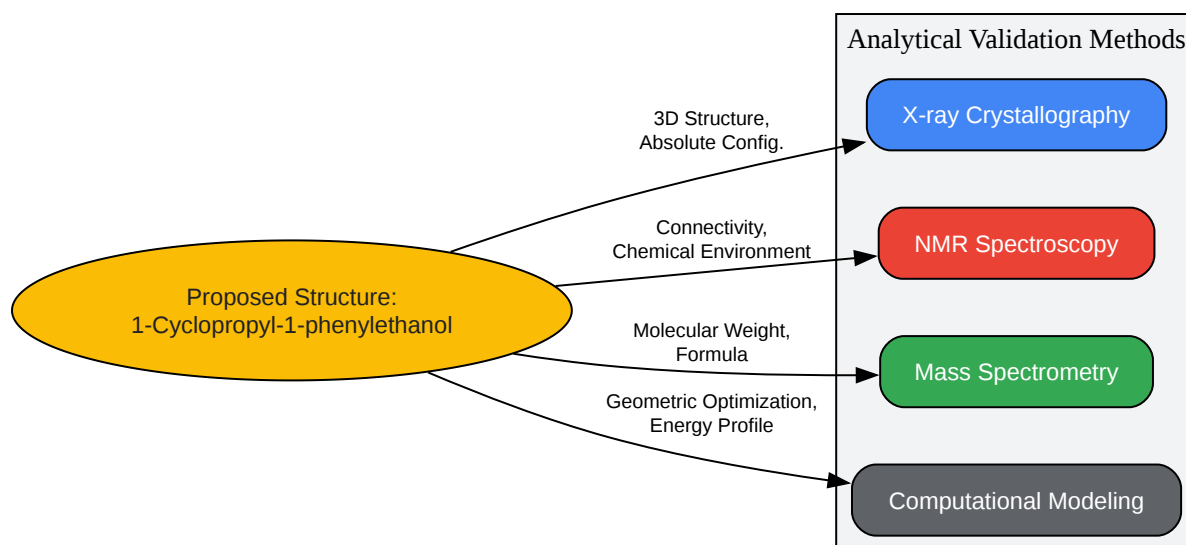 Analytical Validation Methods
X-ray Crystallography
3D Structure,
Absolute Config.
Connectivity,
Chemical Environment
NMR Spectroscopy
Proposed Structure:
1-Cyclopropyl-1-phenylethanol
Molecular Weight,
Formula
Mass Spectrometry
Geometric Optimization,
Energy Profile
Computational Modeling